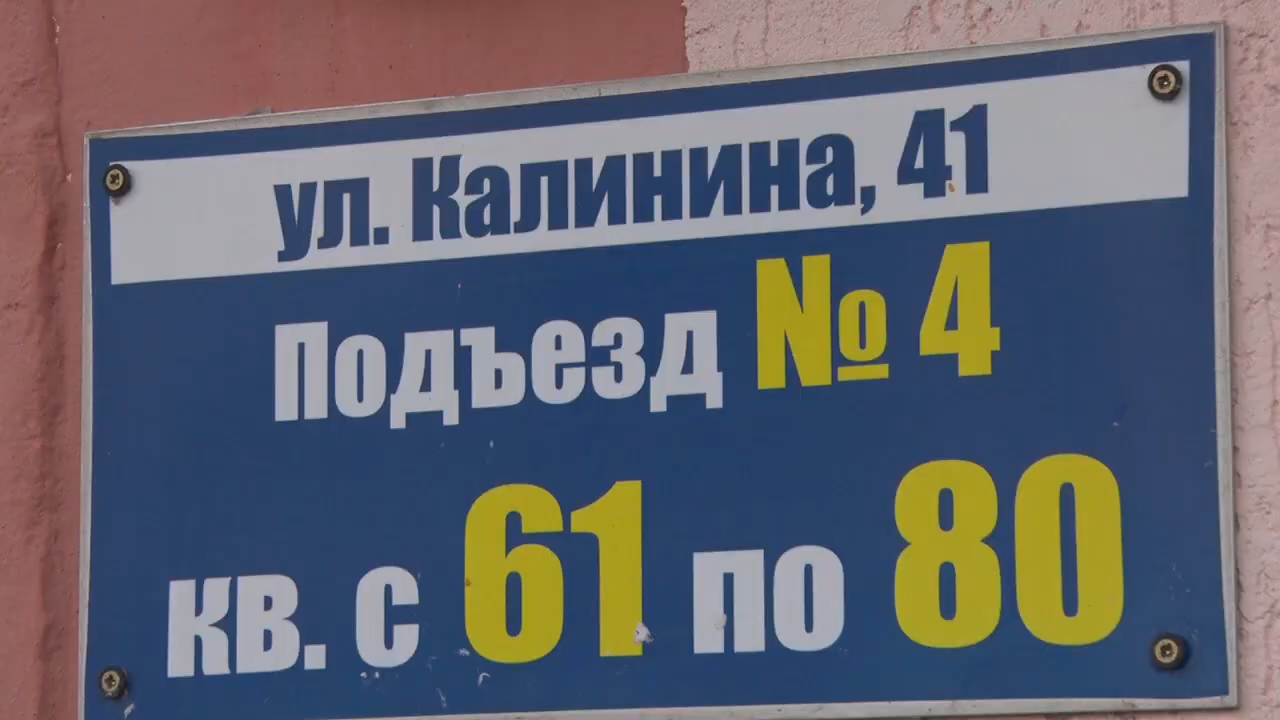 ул. Калинина, 41
Подъезд № 4
кв. с 61 по 80